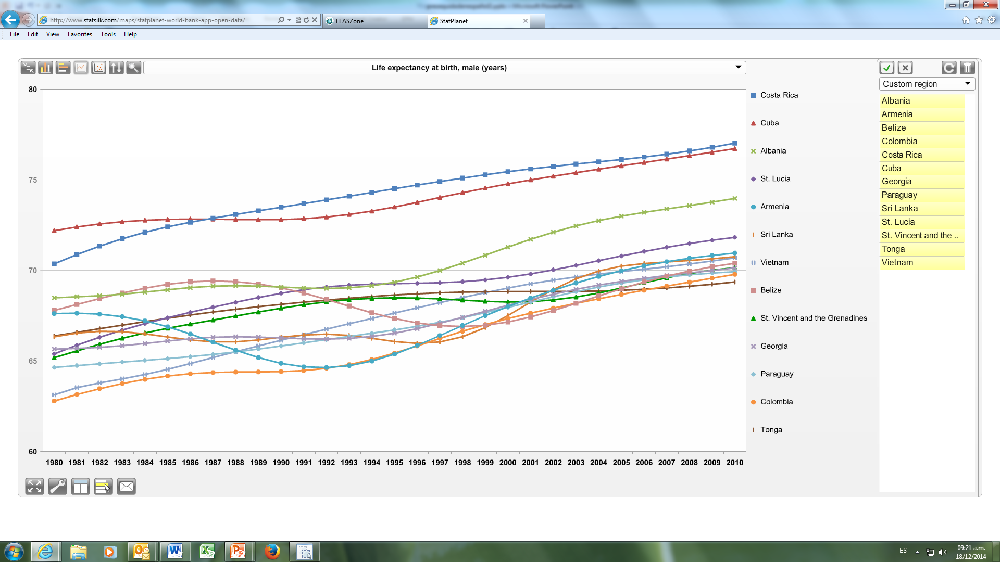 http://www.statsilk.com/maps/statplanet-world-bank-app-open-data/
EEASZone
StatPlanet
File Edit View Favorites Tools Help
Life expectancy at birth, male (years)
80
75
70
65
60
1980 1981 1982 1983 1984 1985 1986 1987 1988 1989 1990 1991 1992 1993 1994 1995 1996 1997 1998 1999 2000 2001 2002 2003 2004 2005 2006 2007 2008 2009 2010
Costa Rica
Cuba
Albania
St. Lucia
Armenia
Sri Lanka
Vietnam
Belize
St. Vincent and the Grenadines
Georgia
Paraguay
Colombia
Tonga
Custom region
Albania
Armenia
Belize
Colombia
Costa Rica
Cuba
Georgia
Paraguay
Sri Lanka
St. Lucia
St. Vincent and the ..
Tonga
Vietnam
ES
09:21 a.m.
18/12/2014